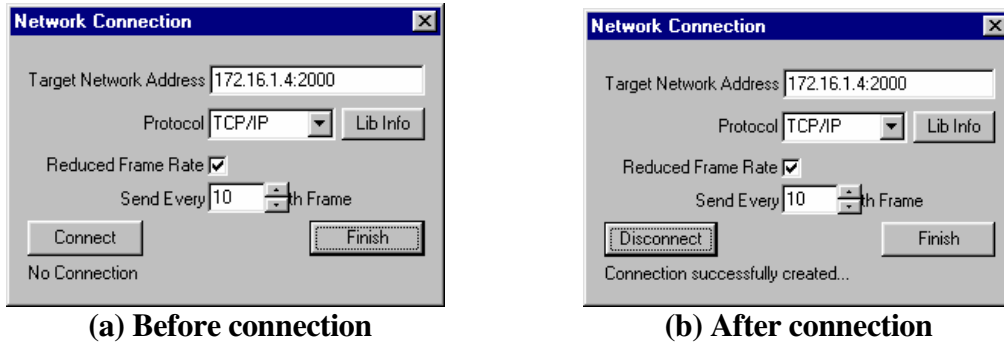 Network Connection
Target Network Address 172.16.1.4:2000
Protocol TCP/IP Lib Info
Reduced Frame Rate
Send Every 10 th Frame
Connect Finish
No Connection
(a) Before connection
Network Connection
Target Network Address 172.16.1.4:2000
Protocol TCP/IP Lib Info
Reduced Frame Rate
Send Every 10 th Frame
Disconnect Finish
Connection successfully created...
(b) After connection